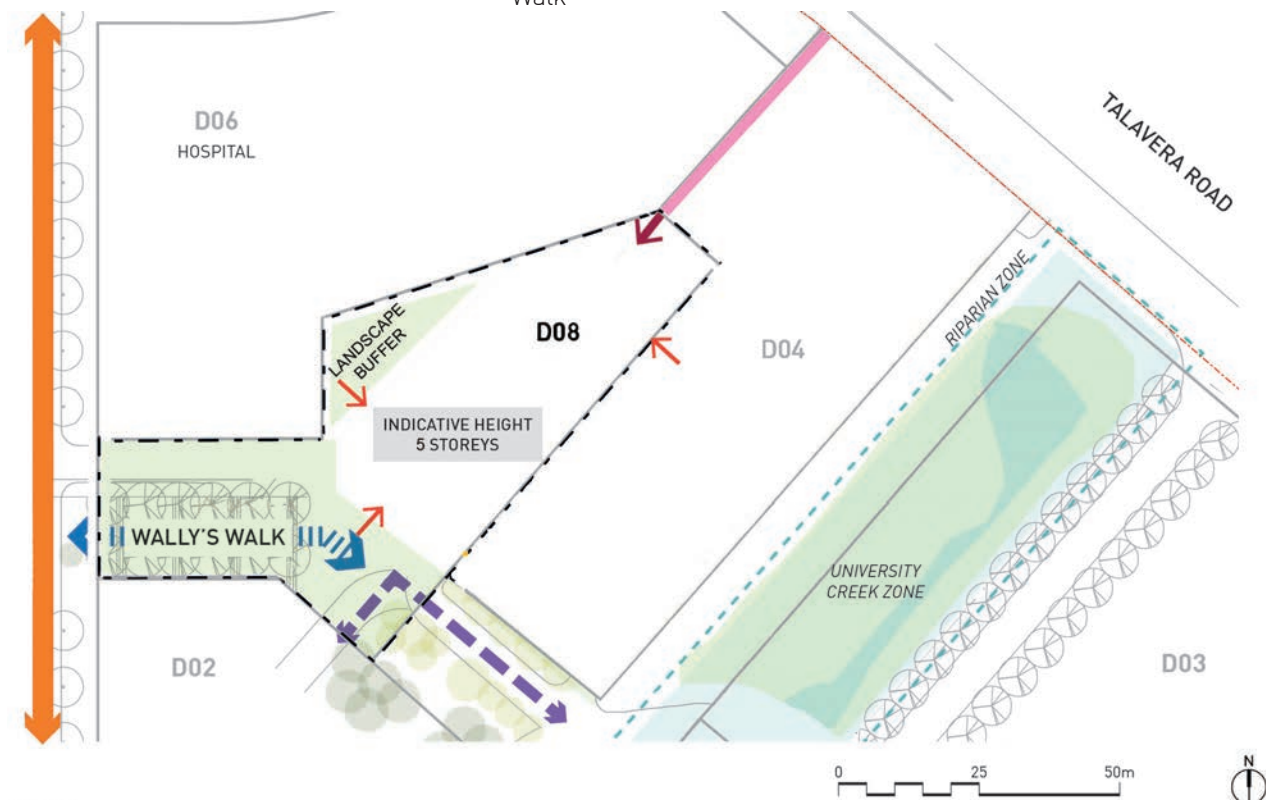 Walk
TALAVERA ROAD
D06
HOSPITAL
RIPARIAN ZONE
LANDSCAPE
BUFFER
D08
D04
INDICATIVE HEIGHT
5 STOREYS
WALLY'S WALK
UNIVERSITY
CREEK ZONE
D02
D03
0 25 50m
N